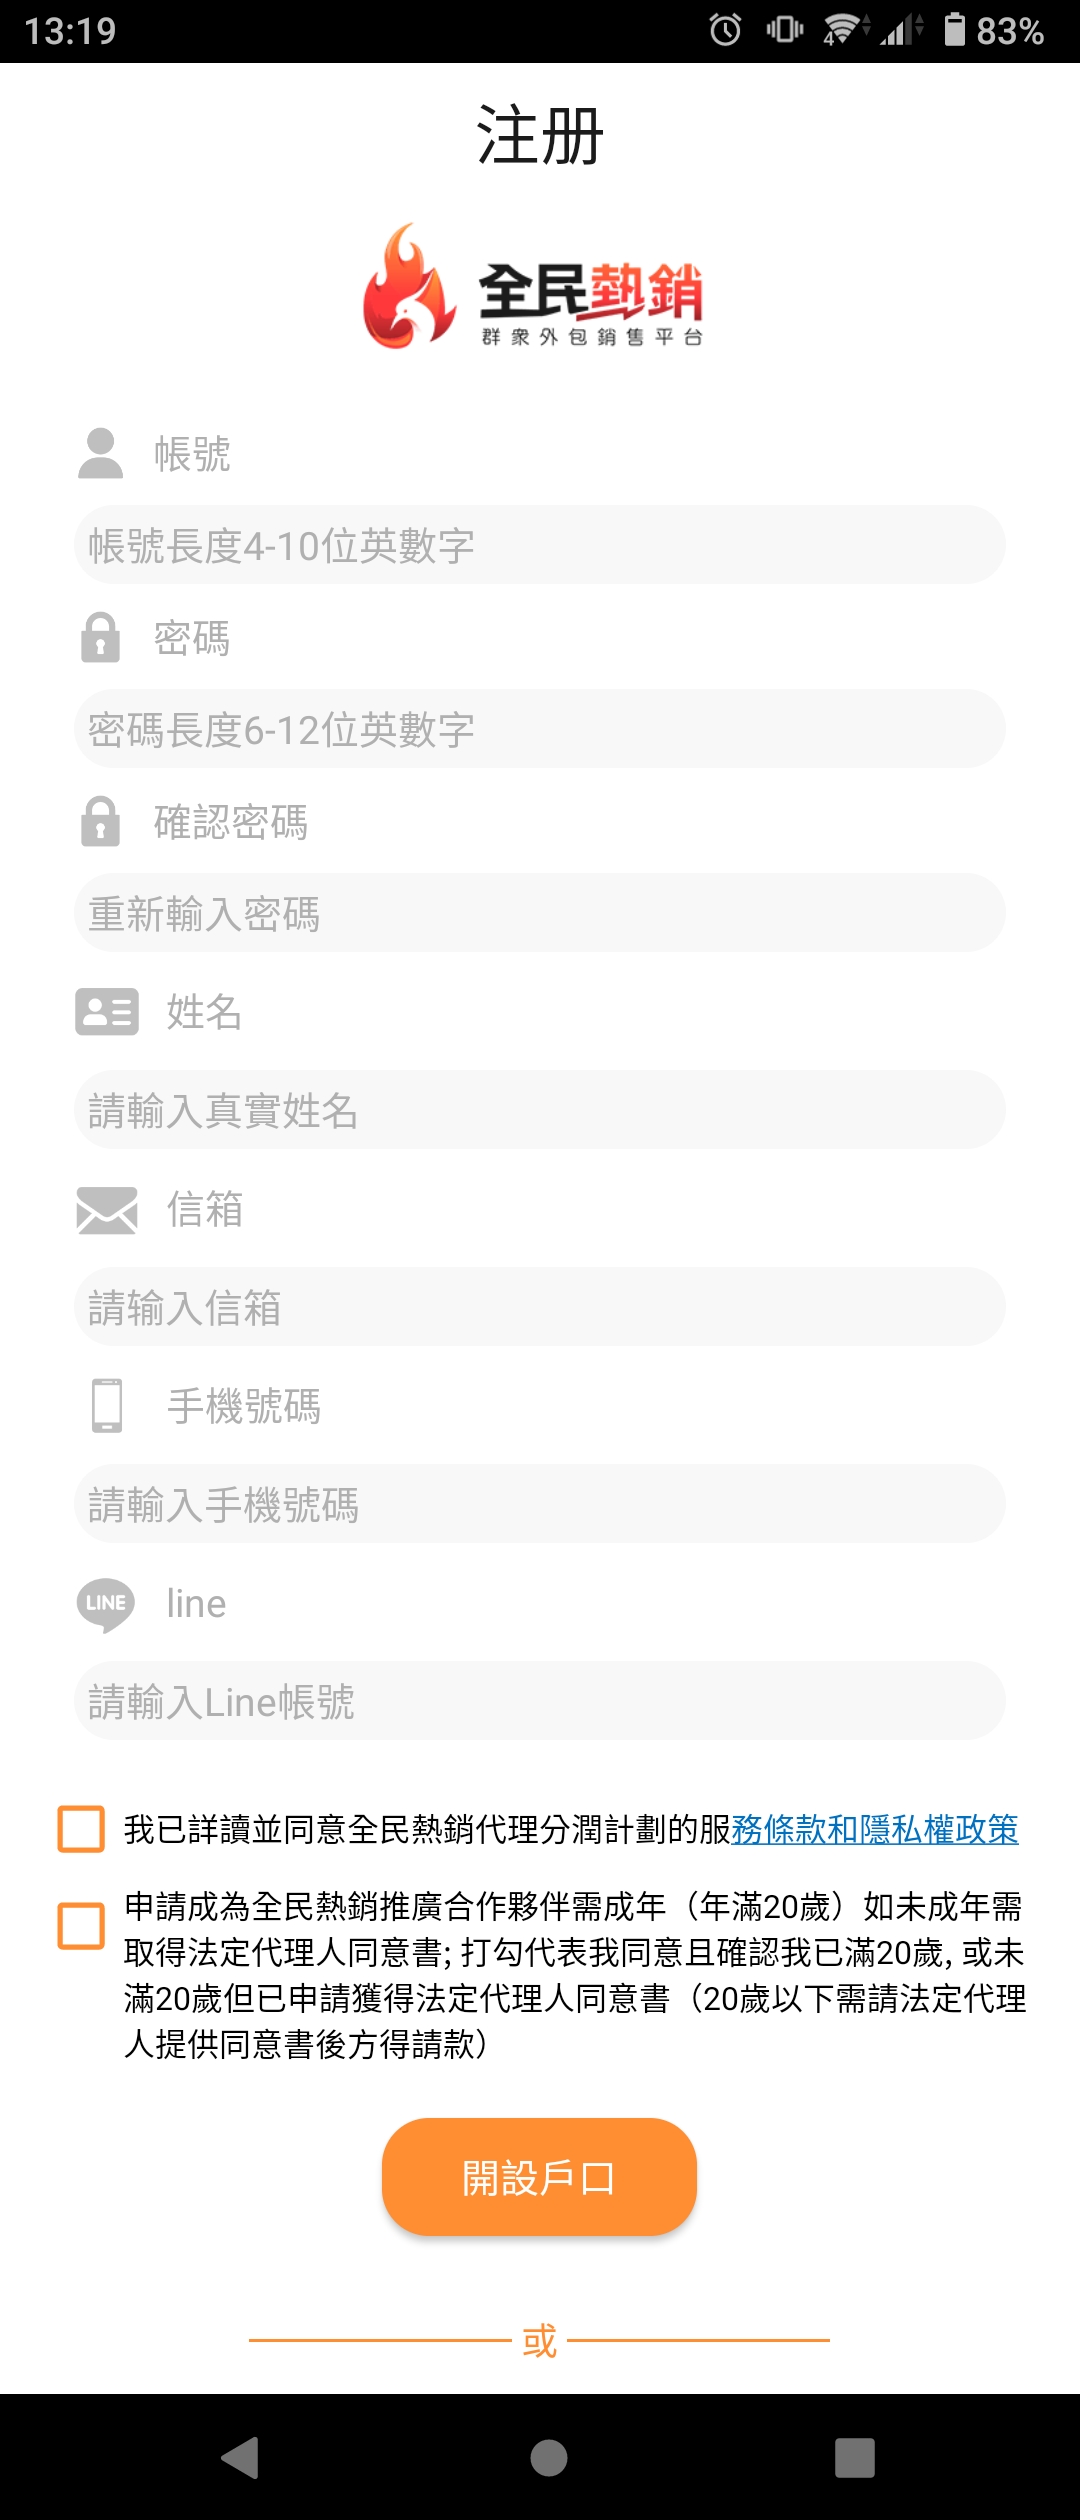 13:19
4
83%
注册
全民熱銷
群眾外包銷售平台
帳號
帳號長度4-10位英數字
密碼
密碼長度6-12位英數字
確認密碼
重新輸入密碼
姓名
請輸入真實姓名
信箱
請输入信箱
手機號碼
請輸入手機號碼
LINE
line
請輸入Line帳號
我已詳讀並同意全民熱銷代理分潤計劃的服務條款和隱私權政策
申請成為全民熱銷推廣合作夥伴需成年（年滿20歲）如未成年需
取得法定代理人同意書; 打勾代表我同意且確認我已滿20歲, 或未
滿20歲但已申請獲得法定代理人同意書（20歲以下需請法定代理
人提供同意書後方得請款）
開設戶口
或